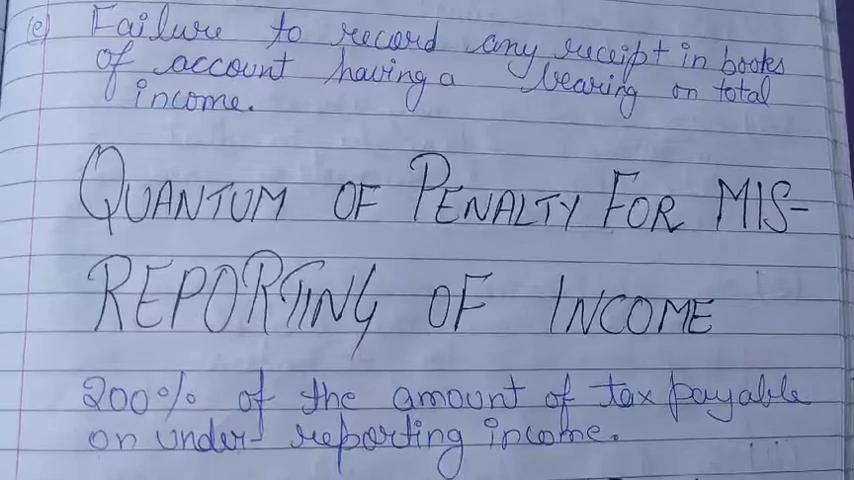 (e) Failure to record any receipt in books
of account having a bearing on total
income.
QUANTUM OF PENALTY FOR MIS-
REPORTING OF INCOME
200% of the amount of tax payable
on under-reporting income.